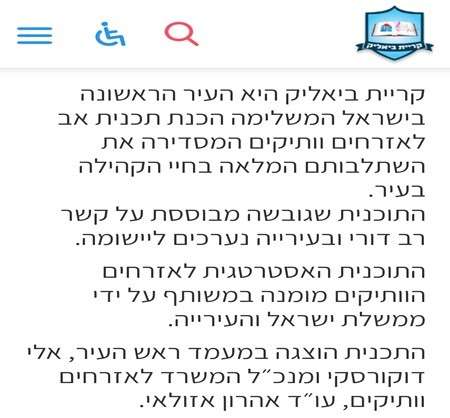 קריית ביאליק
קריית ביאליק היא העיר הראשונה
בישראל המשלימה הכנת תכנית אב
לאזרחים וותיקים המסדירה את
השתלבותם המלאה בחיי הקהילה
בעיר.
התוכנית שגובשה מבוססת על קשר
רב דורי ובעירייה נערכים ליישומה.
התוכנית האסטרטגית לאזרחים
הוותיקים מומנה במשותף על ידי
ממשלת ישראל והעירייה.
התכנית הוצגה במעמד ראש העיר, אלי
דוקורסקי ומנכ״ל המשרד לאזרחים
וותיקים, עו״ד אהרון אזולאי.